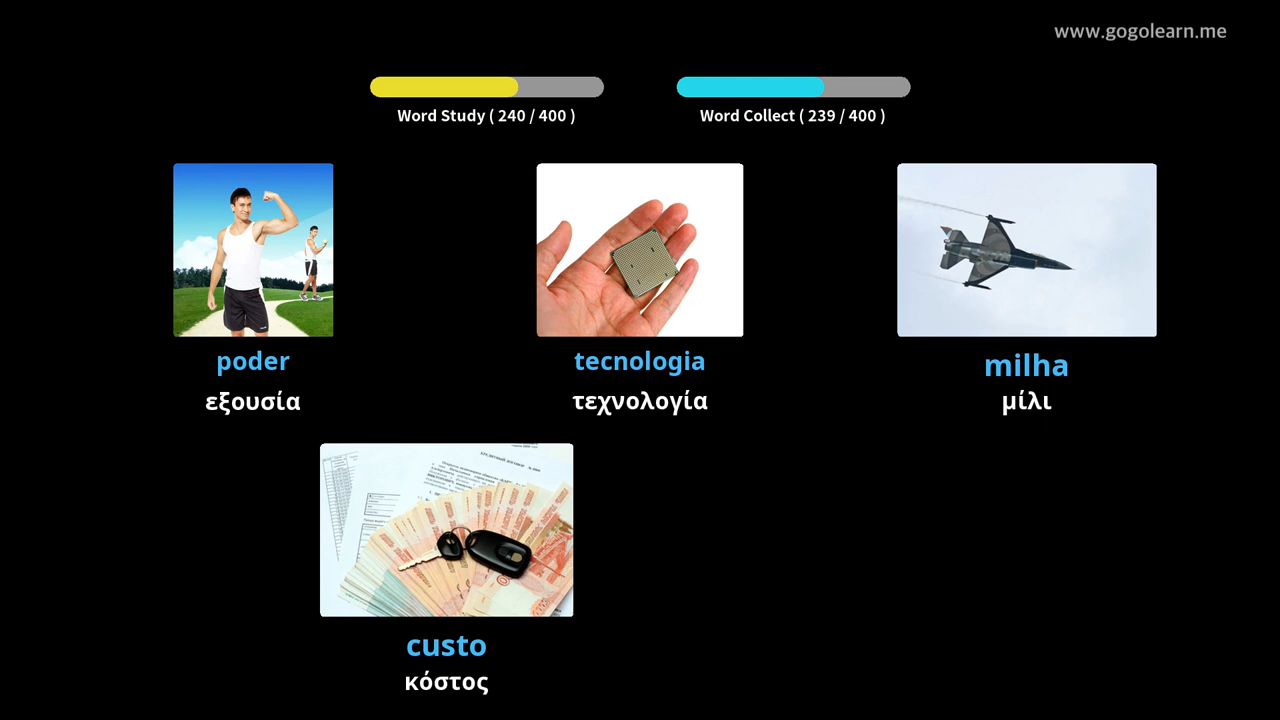 www.gogolearn.me
Word Study ( 240 / 400 )
Word Collect ( 239 / 400 )
poder
εξουσία
tecnologia
τεχνολογία
milha
μίλι
custo
κόστος